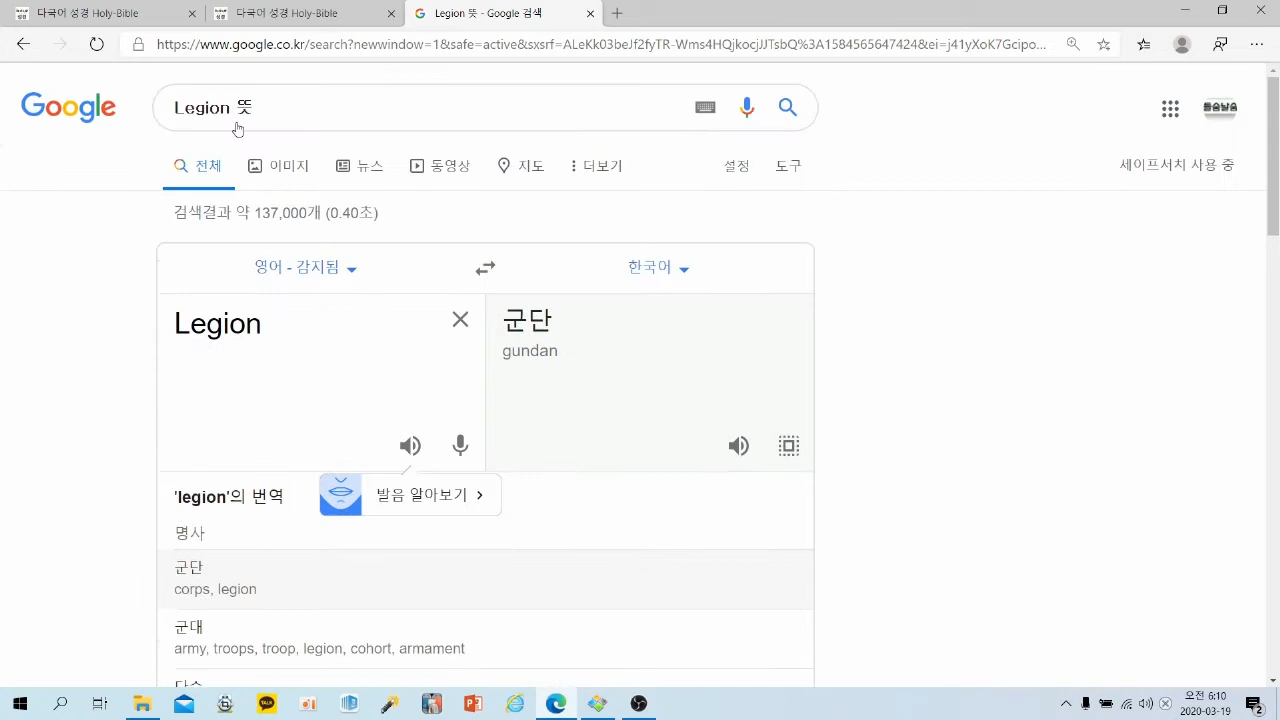 다국어 성경 Holy-Bible
다국어 성경 Holy-Bible
Legion 뜻 - Google 검색
https://www.google.co.kr/search?newwindow=1&safe=active&sxsrf=ALeKk03beJf2fyTR-Wms4HQjkocjJJTsbQ%3A1584565647424&ei=j41yXoK7Gcipo...
Google
Legion 뜻
돌솜날솜
전체 이미지 뉴스 동영상 지도 더보기 설정 도구
세이프서치 사용 중
검색결과 약 137,000개 (0.40초)
영어 - 감지됨 한국어
Legion
군단
gundan
'legion'의 번역
발음 알아보기
명사
군단
corps, legion
군대
army, troops, troop, legion, cohort, armament
TALK
오전 6:10
2020-03-19
2